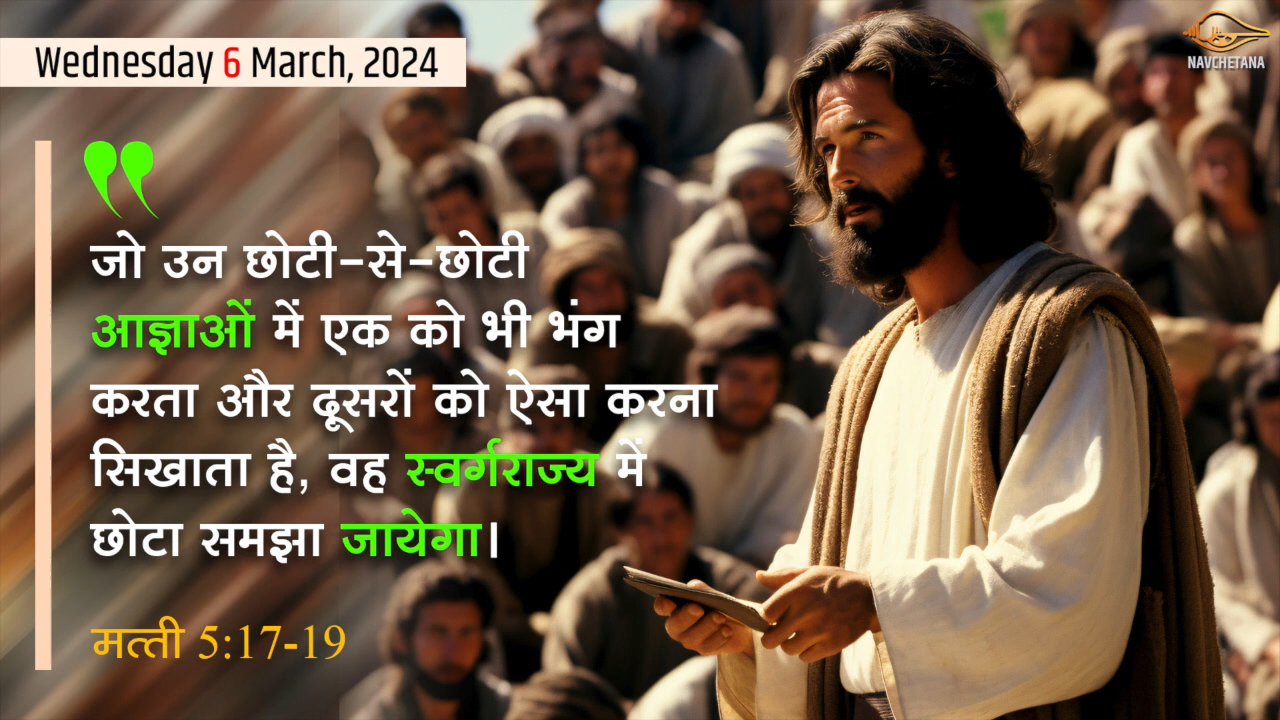 Wednesday 6 March, 2024
NAVCHETANA
जो उन छोटी-से-छोटी
आज्ञाओं में एक को भी भंग
करता और दूसरों को ऐसा करना
सिखाता है, वह स्वर्गराज्य में
छोटा समझा जायेगा।
मत्ती 5:17-19